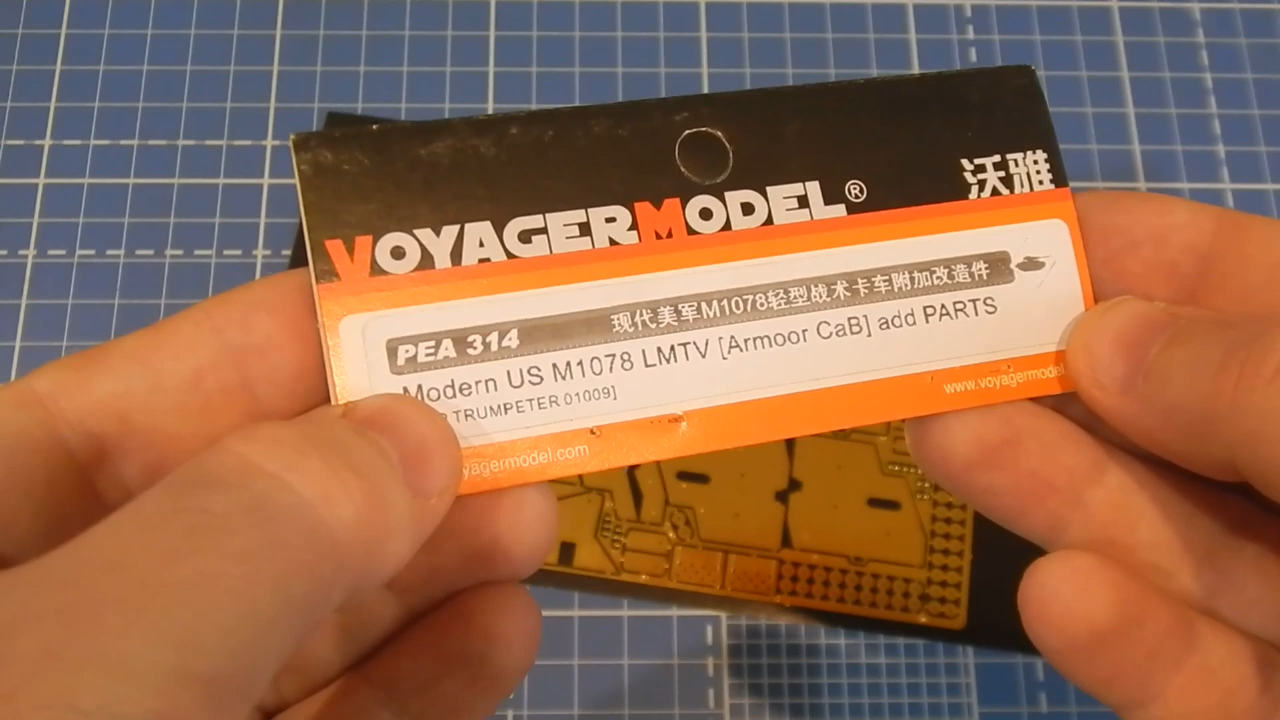 VOYAGERMODEL® 沃雅
PEA 314 现代美军M1078轻型战术卡车附加改造件
Modern US M1078 LMTV [Armoor CaB] add PARTS
TRUMPETER 01009]
yagermodel.com www.voyagermodel